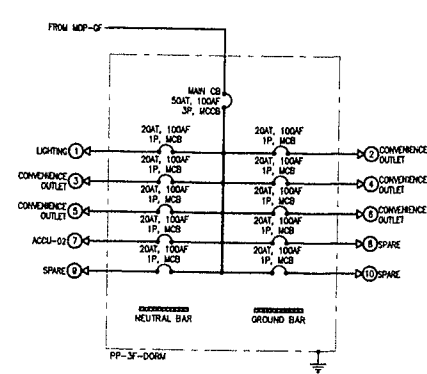 FROM MDP-GF
MAIN CB
50AT, 100AF
3P, MCCB
20AT, 100AF
1P, MCB
20AT, 100AF
1P, MCB
LIGHTING 1
2 CONVENIENCE
OUTLET
20AT, 100AF
1P, MCB
20AT, 100AF
1P, MCB
CONVENIENCE
OUTLET 3
4 CONVENIENCE
OUTLET
20AT, 100AF
1P, MCB
20AT, 100AF
1P, MCB
CONVENIENCE
OUTLET 5
6 CONVENIENCE
OUTLET
20AT, 100AF
1P, MCB
20AT, 100AF
1P, MCB
ACCU-02 7
8 SPARE
20AT, 100AF
1P, MCB
20AT, 100AF
1P, MCB
SPARE 9
10 SPARE
NEUTRAL BAR
GROUND BAR
PP-3F-DORM